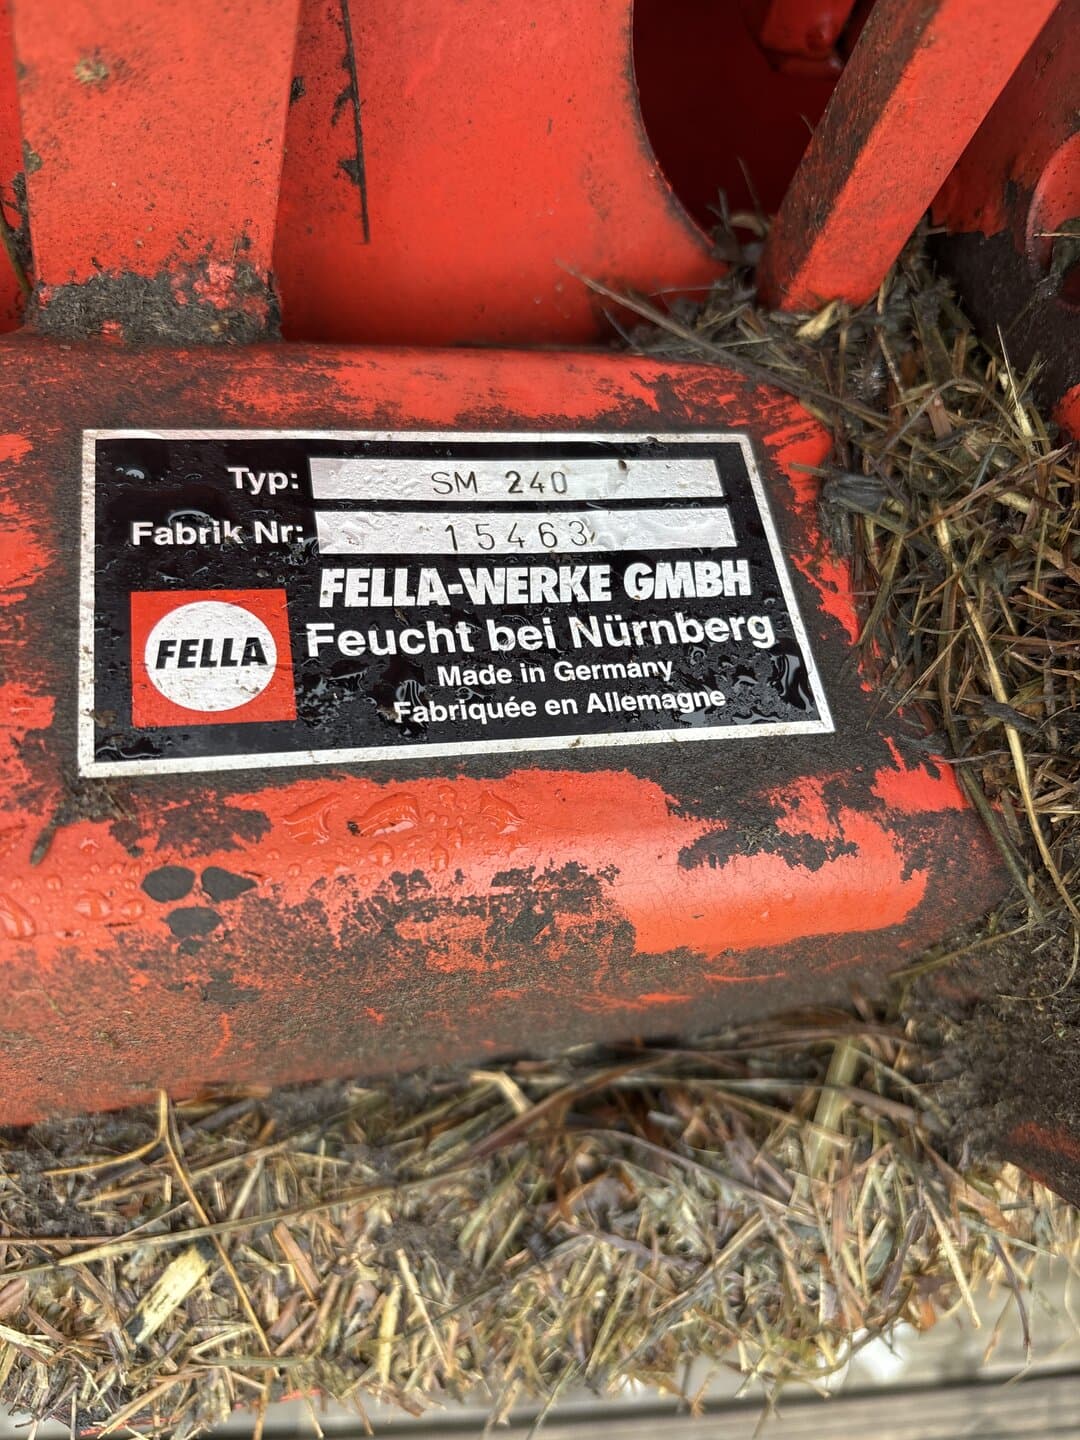 Typ: SM 240
Fabrik Nr: 15463
FELLA-WERKE GMBH
FELLA
Feucht bei Nürnberg
Made in Germany
Fabriquée en Allemagne